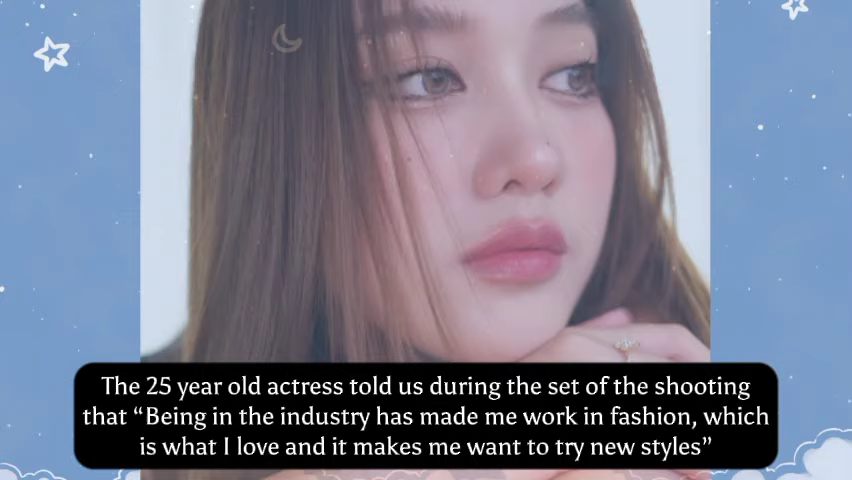 The 25 year old actress told us during the set of the shooting
that “Being in the industry has made me work in fashion, which
is what I love and it makes me want to try new styles”